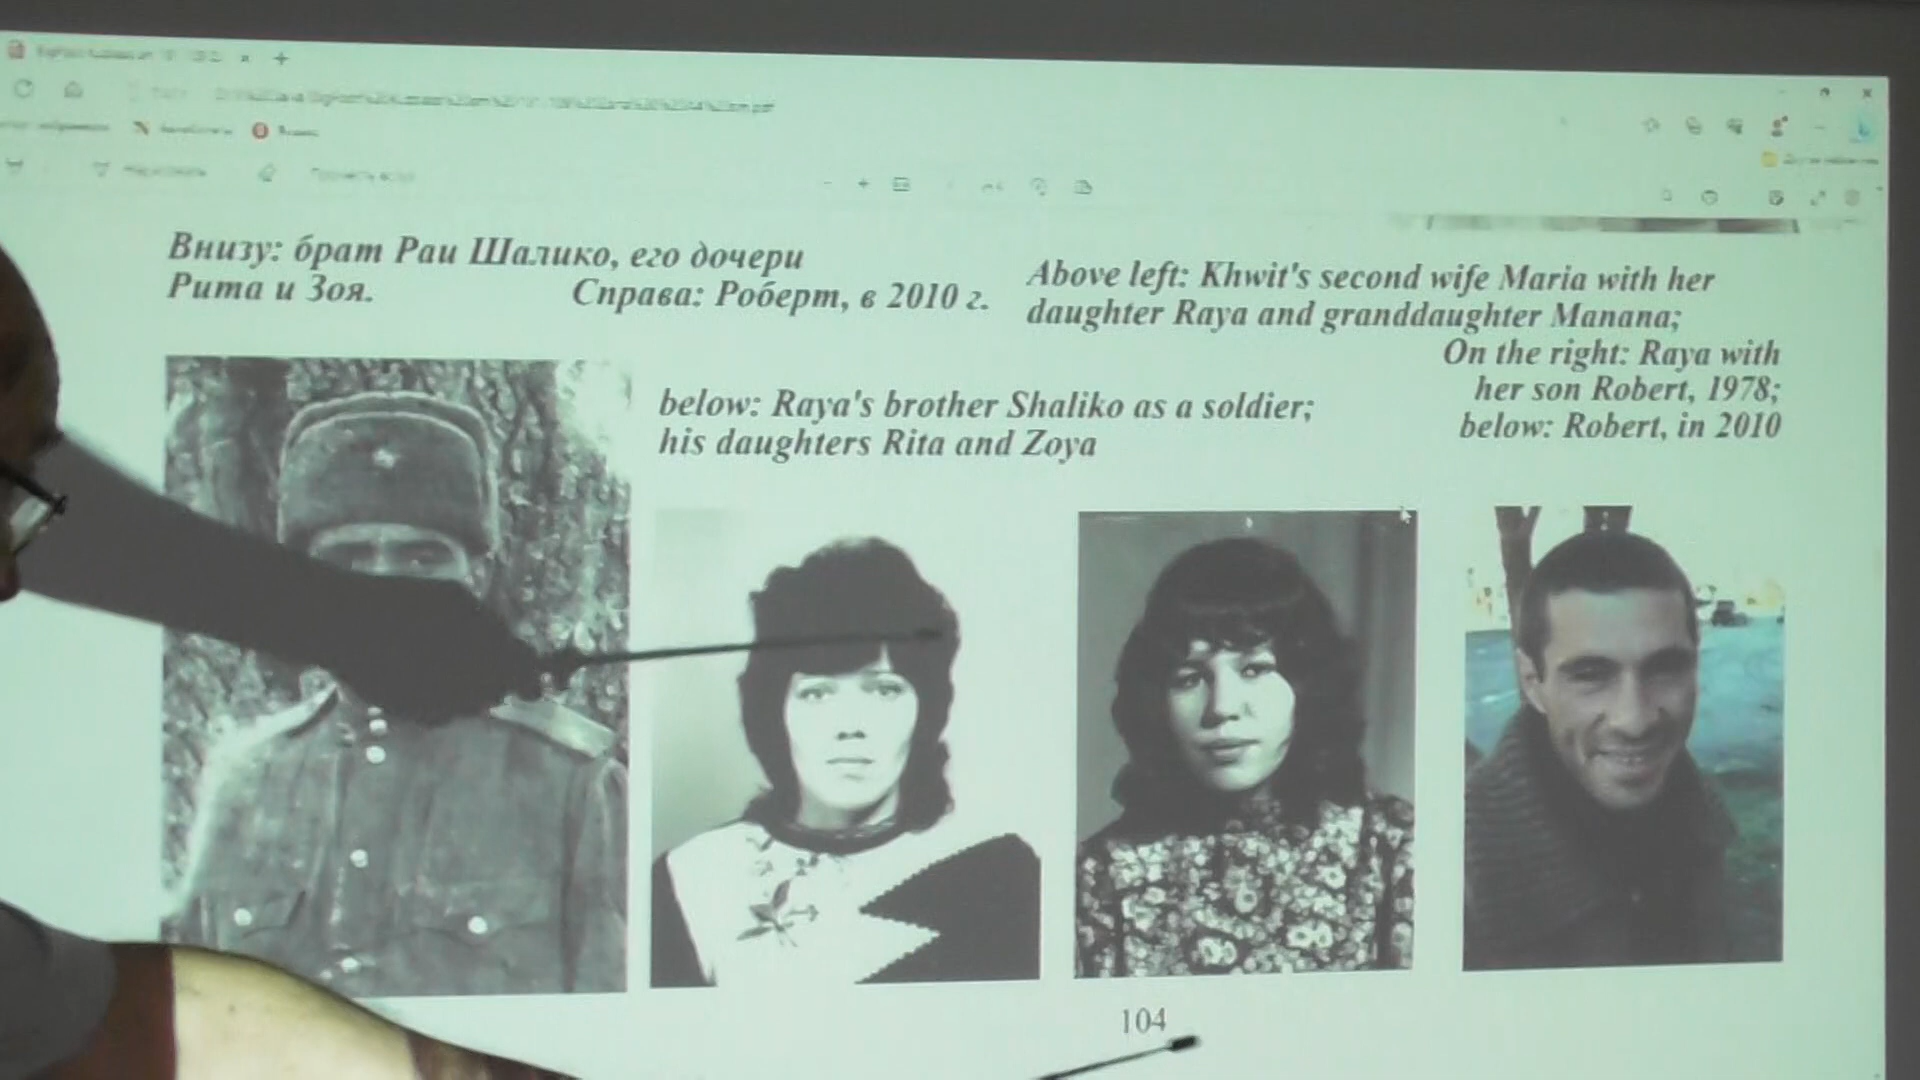 Внизу: брат Раи Шалико, его дочери
Рита и Зоя.
Справа: Роберт, в 2010 г.
Above left: Khwit's second wife Maria with her
daughter Raya and granddaughter Manana;
On the right: Raya with
her son Robert, 1978;
below: Robert, in 2010
below: Raya's brother Shaliko as a soldier;
his daughters Rita and Zoya
104